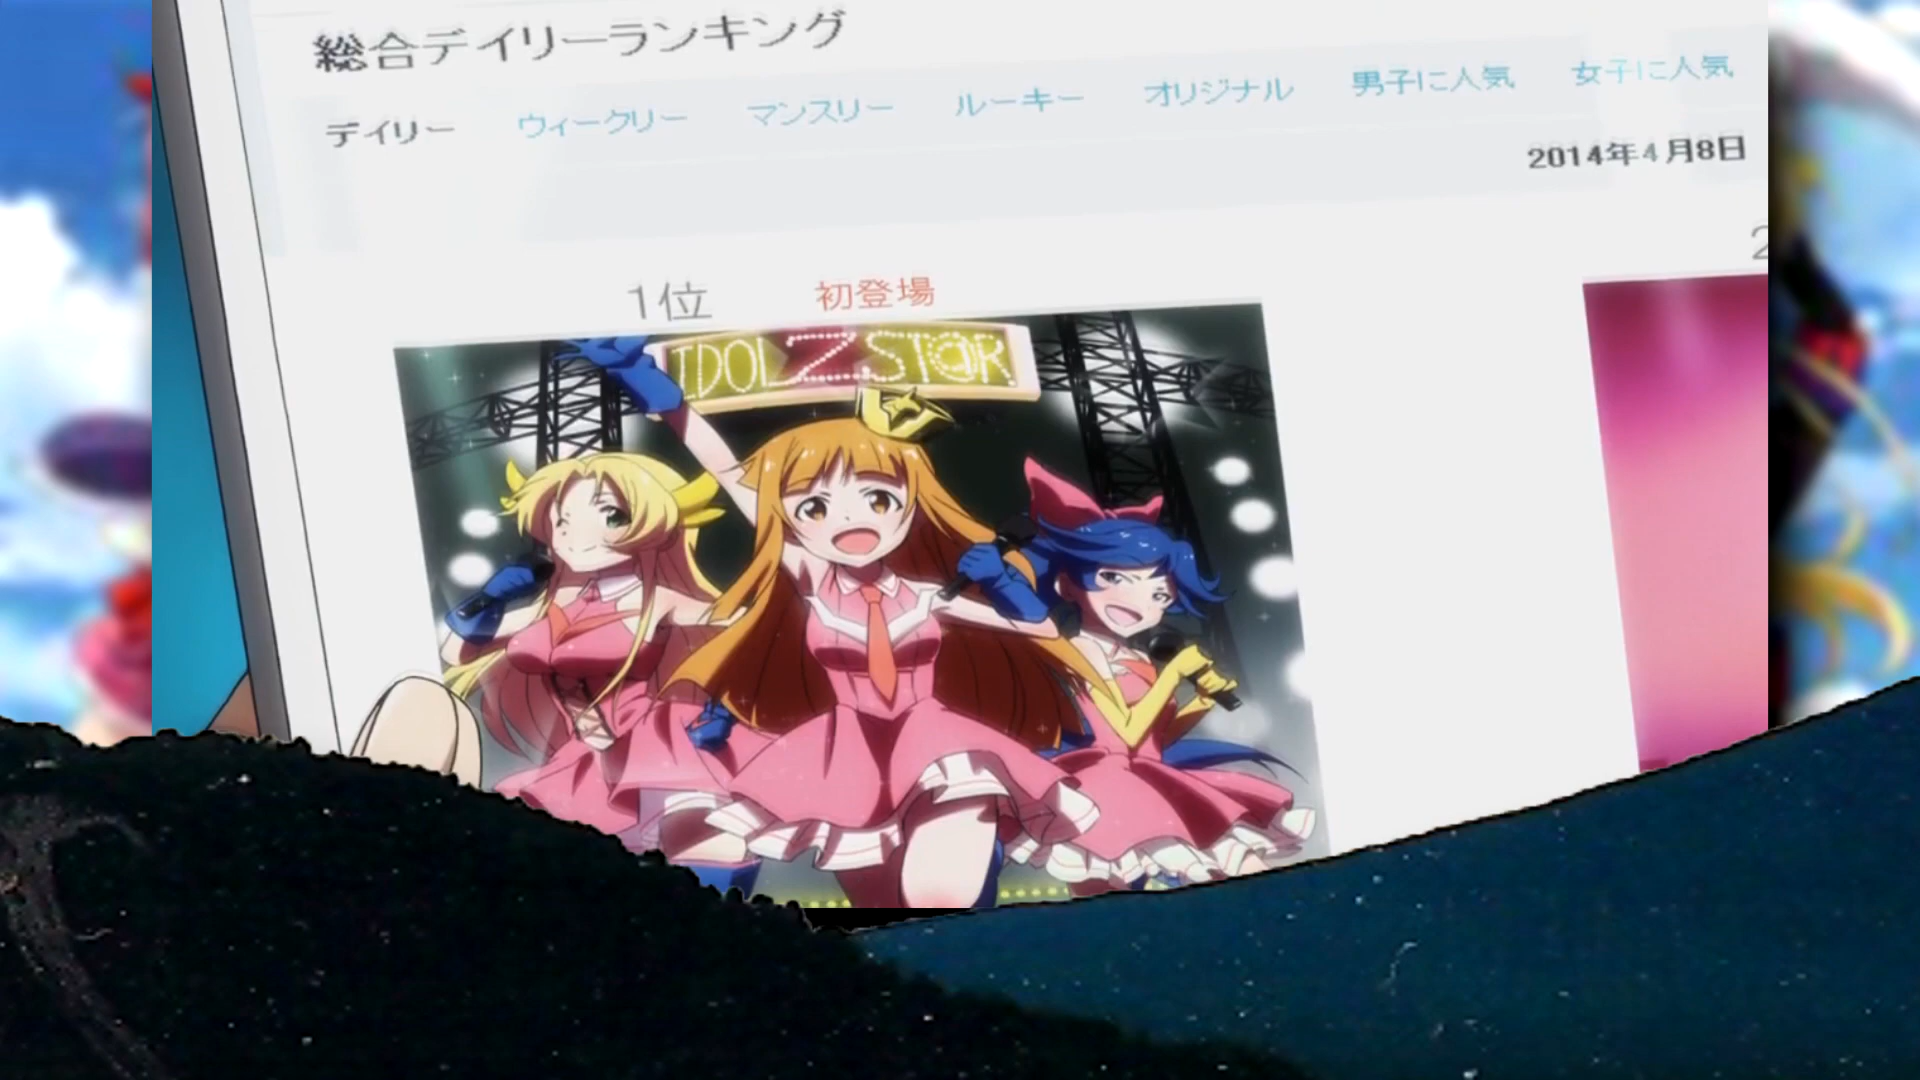 総合デイリーランキング
デイリー ウィークリー マンスリー ルーキー オリジナル 男子に人気 女子に人気
2014年4月8日
1位 初登場
2
IDOL Z STAR